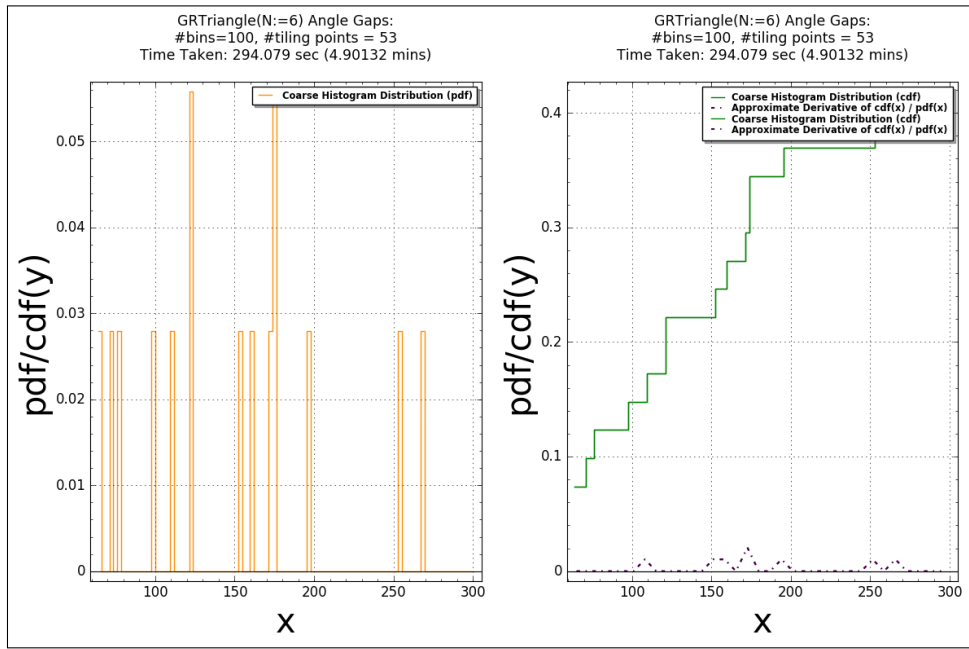 GRTriangle(N:=6) Angle Gaps:
#bins=100, #tiling points = 53
Time Taken: 294.079 sec (4.90132 mins)
Coarse Histogram Distribution (pdf)
0.05
0.04
0.03
0.02
0.01
0
pdf/cdf(y)
100
150
200
250
300
x
GRTriangle(N:=6) Angle Gaps:
#bins=100, #tiling points = 53
Time Taken: 294.079 sec (4.90132 mins)
Coarse Histogram Distribution (cdf)
Approximate Derivative of cdf(x) / pdf(x)
Coarse Histogram Distribution (cdf)
Approximate Derivative of cdf(x) / pdf(x)
0.4
0.3
0.2
0.1
0
pdf/cdf(y)
100
150
200
250
300
x